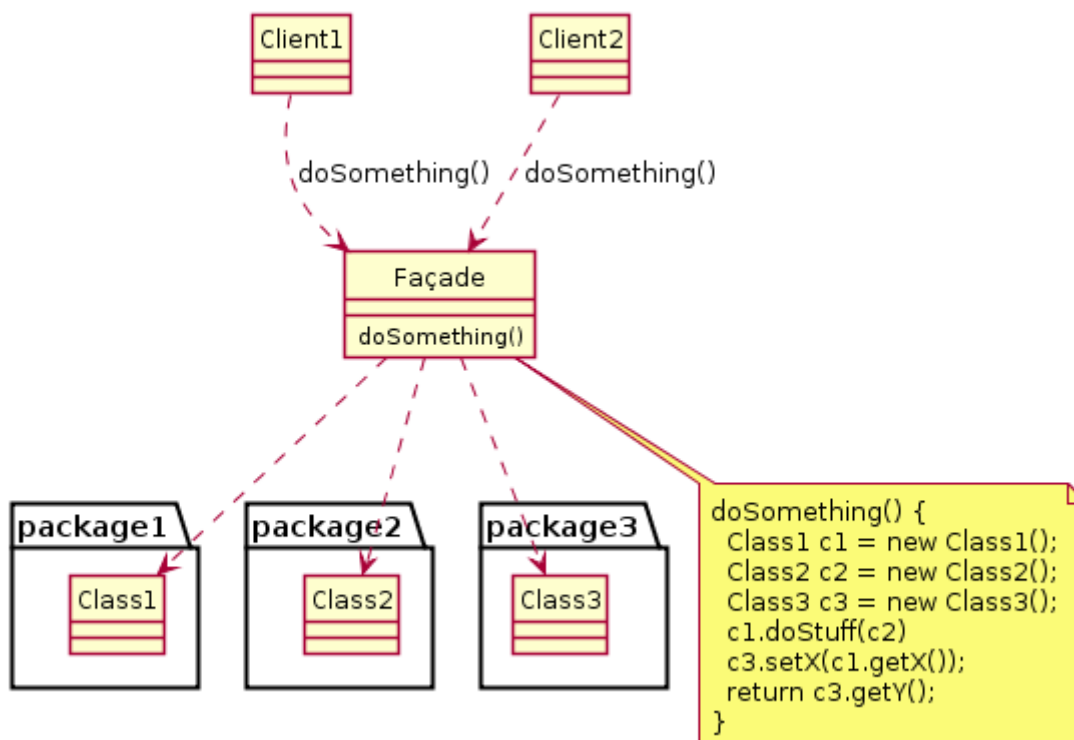 Client1
Client2
doSomething()
doSomething()
Façade
doSomething()
package1
package2
package3
Class1
Class2
Class3
doSomething() {
Class1 c1 = new Class1();
Class2 c2 = new Class2();
Class3 c3 = new Class3();
c1.doStuff(c2)
c3.setX(c1.getX());
return c3.getY();
}